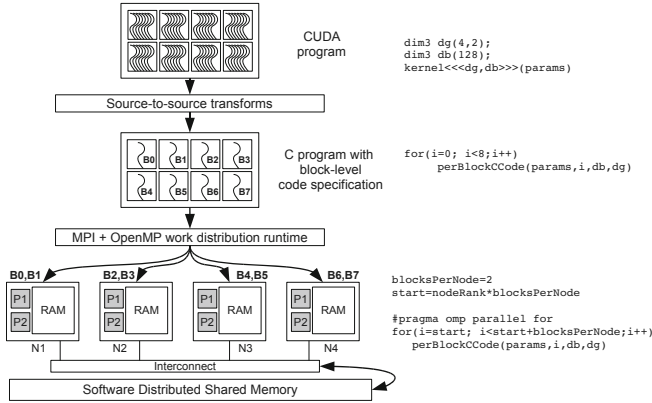 CUDA
program
dim3 dg(4,2);
dim3 db(128);
kernel<<<dg,db>>>(params)
Source-to-source transforms
B0 B1 B2 B3
B4 B5 B6 B7
C program with
block-level
code specification
for(i=0; i<8;i++)
perBlockCCode(params,i,db,dg)
MPI + OpenMP work distribution runtime
B0,B1 B2,B3 B4,B5 B6,B7
P1 P1 P1 P1
RAM RAM RAM RAM
P2 P2 P2 P2
N1 N2 N3 N4
blocksPerNode=2
start=nodeRank*blocksPerNode
#pragma omp parallel for
for(i=start; i<start+blocksPerNode;i++)
perBlockCCode(params,i,db,dg)
Interconnect
Software Distributed Shared Memory